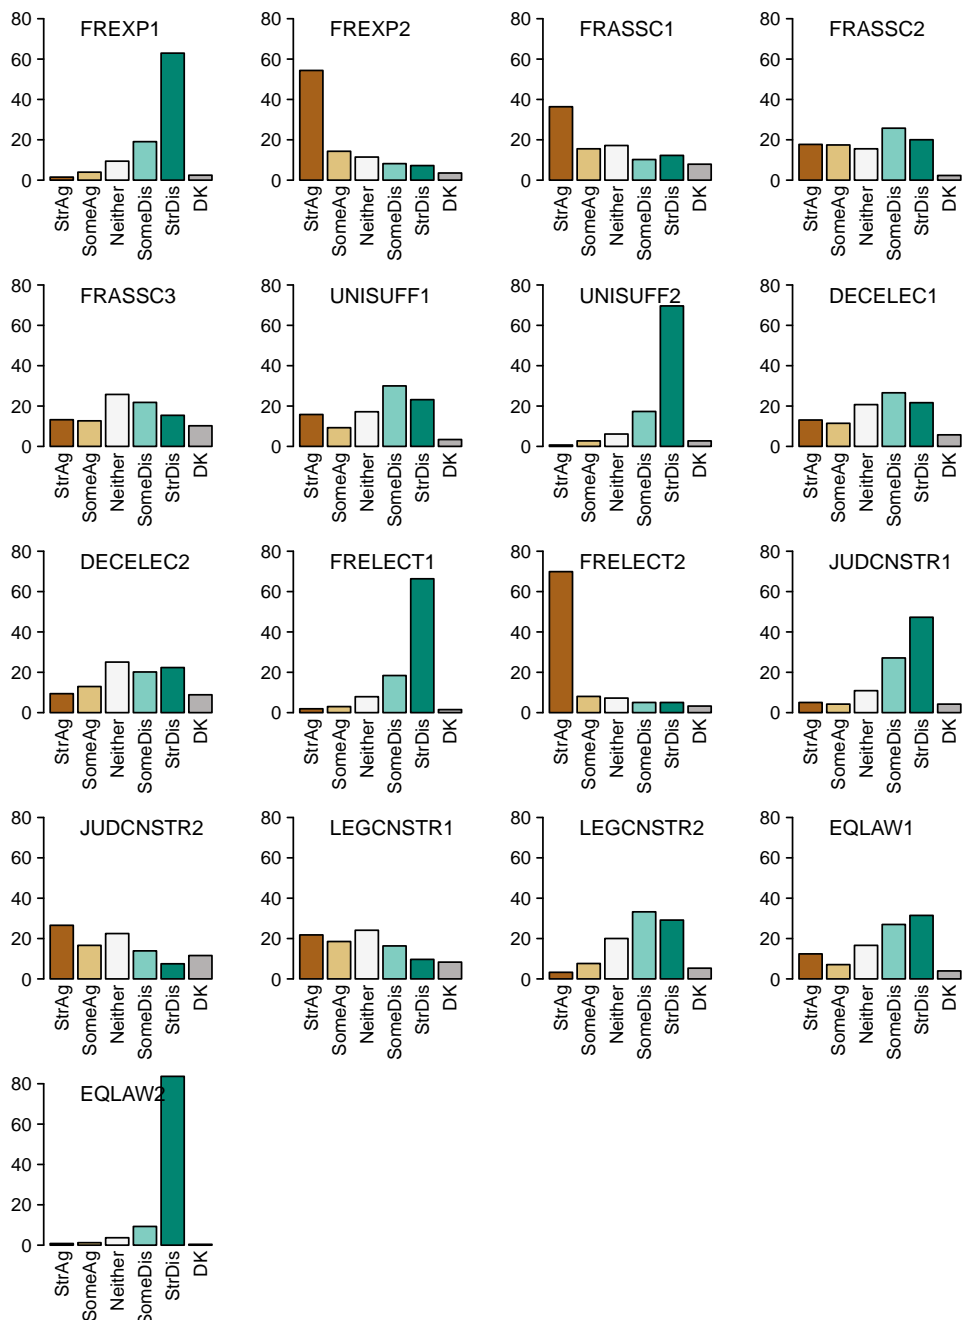 FREXP1 FREXP2 FRASSC1 FRASSC2
80 80 80 80
60 60 60 60
40 40 40 40
20 20 20 20
0 0 0 0
StrAg SomeAg Neither SomeDis StrDis DK StrAg SomeAg Neither SomeDis StrDis DK StrAg SomeAg Neither SomeDis StrDis DK StrAg SomeAg Neither SomeDis StrDis DK
FRASSC3 UNISUFF1 UNISUFF2 DECELEC1
80 80 80 80
60 60 60 60
40 40 40 40
20 20 20 20
0 0 0 0
StrAg SomeAg Neither SomeDis StrDis DK StrAg SomeAg Neither SomeDis StrDis DK StrAg SomeAg Neither SomeDis StrDis DK StrAg SomeAg Neither SomeDis StrDis DK
DECELEC2 FRELECT1 FRELECT2 JUDCNSTR1
80 80 80 80
60 60 60 60
40 40 40 40
20 20 20 20
0 0 0 0
StrAg SomeAg Neither SomeDis StrDis DK StrAg SomeAg Neither SomeDis StrDis DK StrAg SomeAg Neither SomeDis StrDis DK StrAg SomeAg Neither SomeDis StrDis DK
JUDCNSTR2 LEGCNSTR1 LEGCNSTR2 EQLAW1
80 80 80 80
60 60 60 60
40 40 40 40
20 20 20 20
0 0 0 0
StrAg SomeAg Neither SomeDis StrDis DK StrAg SomeAg Neither SomeDis StrDis DK StrAg SomeAg Neither SomeDis StrDis DK StrAg SomeAg Neither SomeDis StrDis DK
EQLAW2
80
60
40
20
0
StrAg SomeAg Neither SomeDis StrDis DK